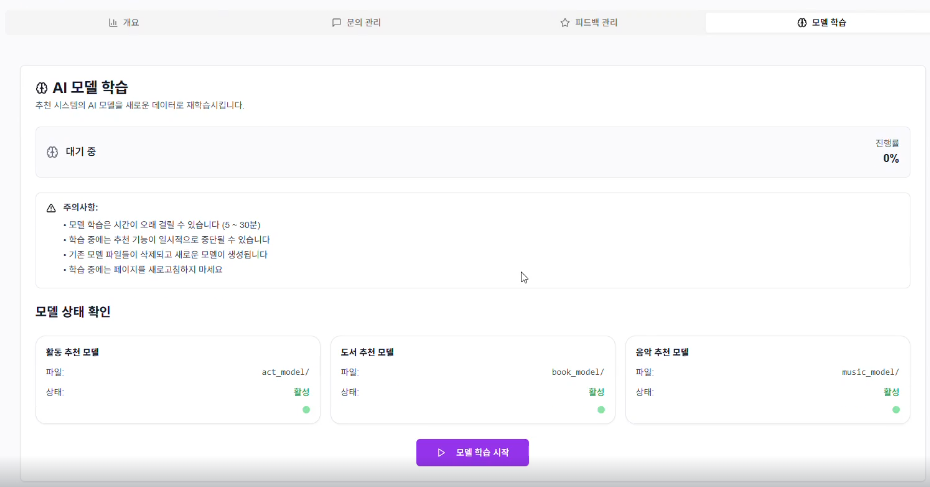 개요
문의 관리
피드백 관리
모델 학습
AI 모델 학습
추천 시스템의 AI 모델을 새로운 데이터로 재학습시킵니다.
대기 중
진행률
0%
주의사항:
• 모델 학습은 시간이 오래 걸릴 수 있습니다 (5 ~ 30분)
• 학습 중에는 추천 기능이 일시적으로 중단될 수 있습니다
• 기존 모델 파일들이 삭제되고 새로운 모델이 생성됩니다
• 학습 중에는 페이지를 새로고침하지 마세요
모델 상태 확인
활동 추천 모델
파일: act_model/
상태: 활성
도서 추천 모델
파일: book_model/
상태: 활성
음악 추천 모델
파일: music_model/
상태: 활성
모델 학습 시작